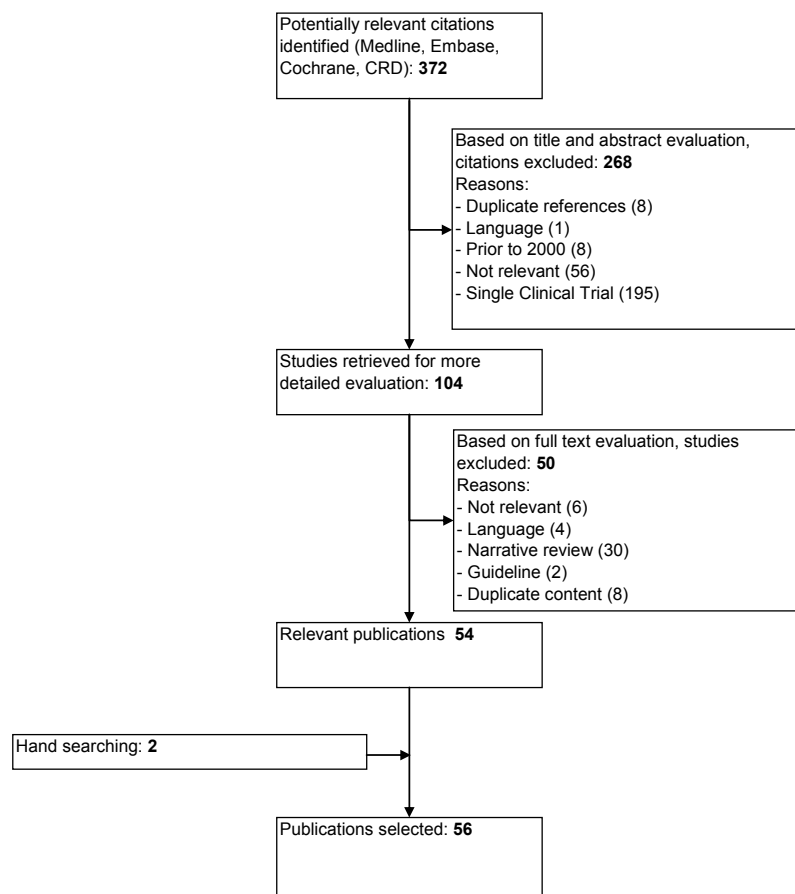 Potentially relevant citations
identified (Medline, Embase,
Cochrane, CRD): 372
Based on title and abstract evaluation,
citations excluded: 268
Reasons:
- Duplicate references (8)
- Language (1)
- Prior to 2000 (8)
- Not relevant (56)
- Single Clinical Trial (195)
Studies retrieved for more
detailed evaluation: 104
Based on full text evaluation, studies
excluded: 50
Reasons:
- Not relevant (6)
- Language (4)
- Narrative review (30)
- Guideline (2)
- Duplicate content (8)
Relevant publications 54
Hand searching: 2
Publications selected: 56